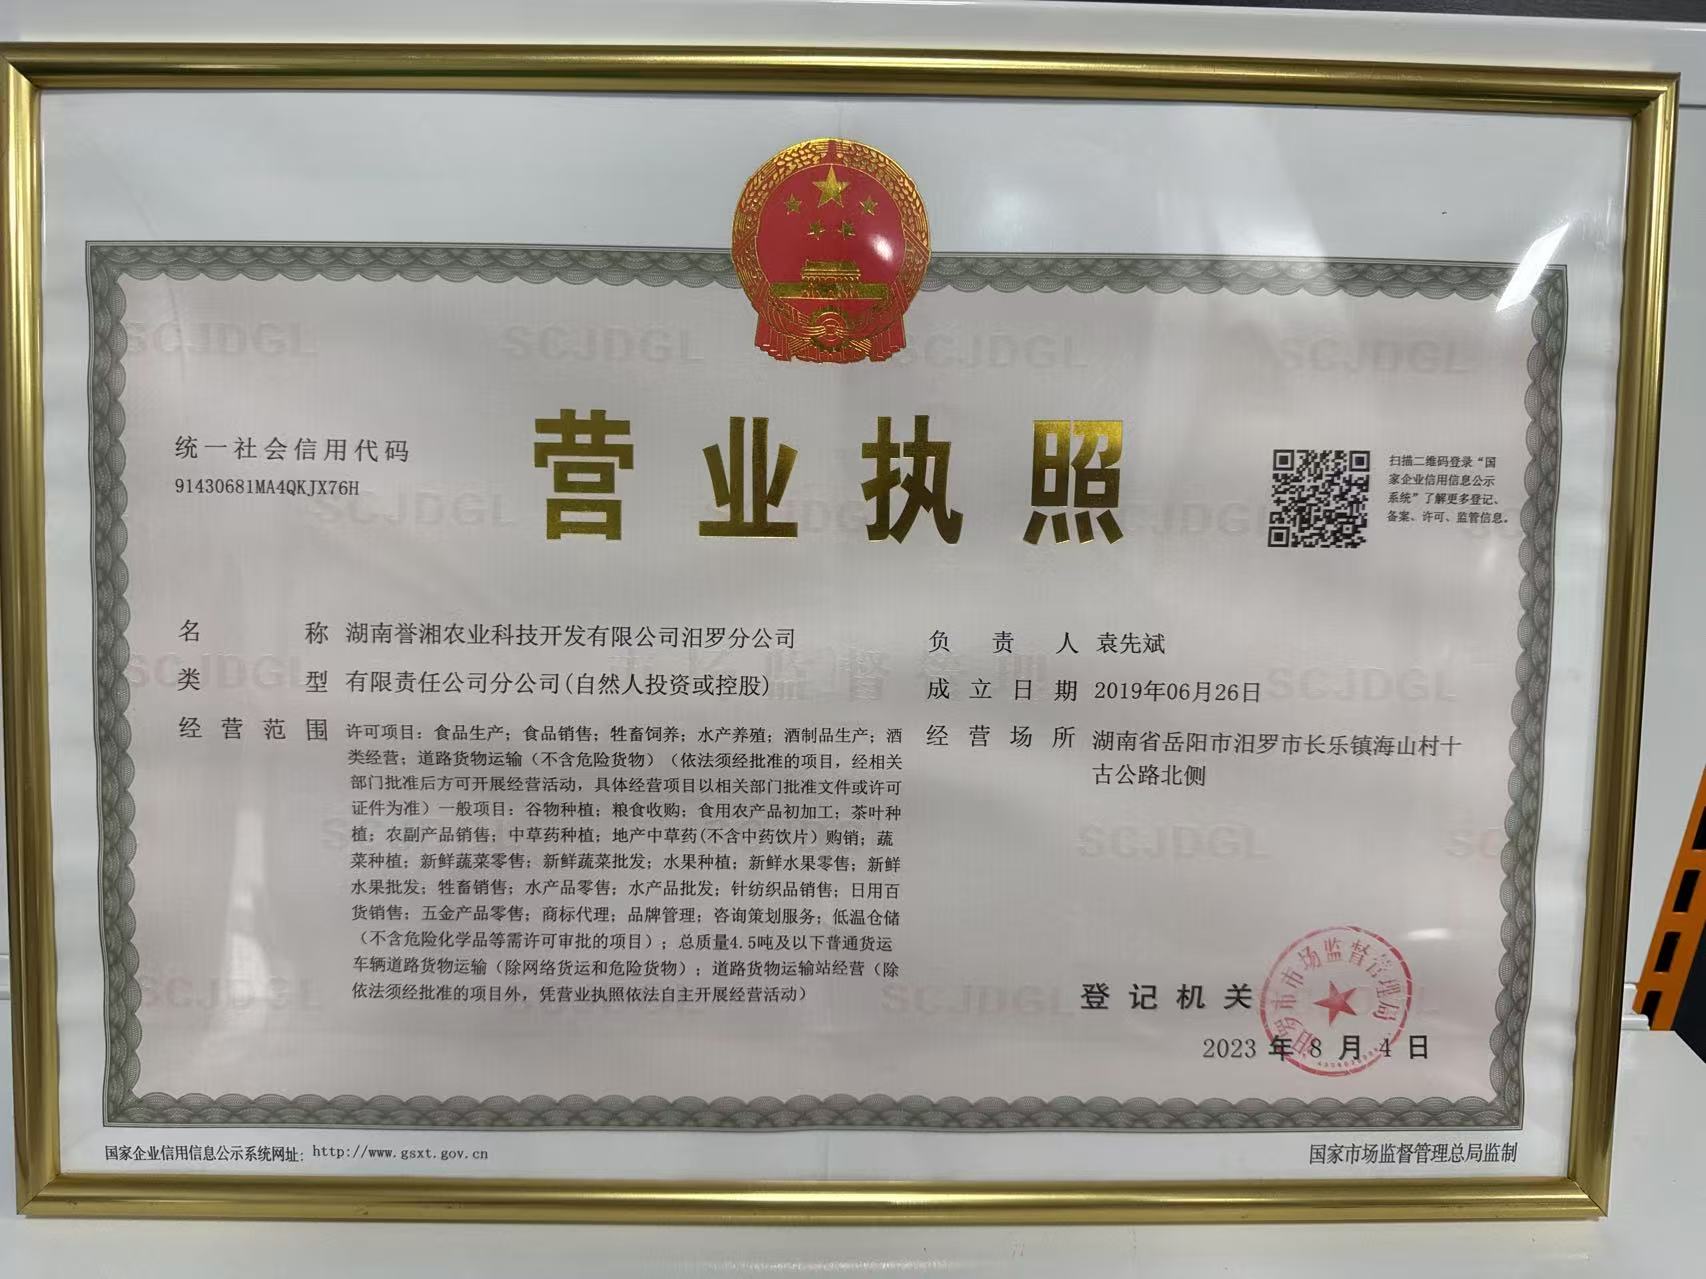 营业执照
统一社会信用代码
91430681MA4QKJX76H
扫描二维码登录“国
家企业信用信息公示
系统”了解更多登记、
备案、许可、监管信息。
名称 湖南誉湘农业科技开发有限公司汨罗分公司
类型 有限责任公司分公司(自然人投资或控股)
经营范围 许可项目：食品生产；食品销售；牲畜饲养；水产养殖；酒制品生产；酒
类经营；道路货物运输（不含危险货物）（依法须经批准的项目，经相关
部门批准后方可开展经营活动，具体经营项目以相关部门批准文件或许可
证件为准）一般项目：谷物种植；粮食收购；食用农产品初加工；茶叶种
植；农副产品销售；中草药种植；地产中草药(不含中药饮片）购销；蔬
菜种植；新鲜蔬菜零售；新鲜蔬菜批发；水果种植；新鲜水果零售；新鲜
水果批发；牲畜销售；水产品零售；水产品批发；针纺织品销售；日用百
货销售；五金产品零售；商标代理；品牌管理；咨询策划服务；低温仓储
（不含危险化学品等需许可审批的项目）；总质量4.5吨及以下普通货运
车辆道路货物运输（除网络货运和危险货物）；道路货物运输站经营（除
依法须经批准的项目外，凭营业执照依法自主开展经营活动）
负责人 袁先斌
成立日期 2019年06月26日
经营场所 湖南省岳阳市汨罗市长乐镇海山村十
古公路北侧
登记机关
汨罗市市场监督管理局
2023 年 8 月 4 日
国家企业信用信息公示系统网址：http://www.gsxt.gov.cn
国家市场监督管理总局监制
SCJDGL
市场监督管理